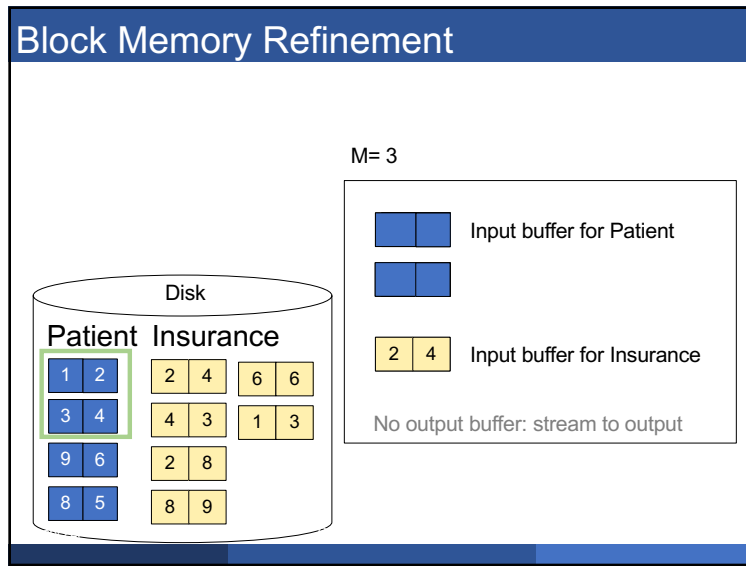 Block Memory Refinement
M= 3
Input buffer for Patient
Disk
Patient Insurance
1 2 2 4 6 6
3 4 4 3 1 3
9 6 2 8
8 5 8 9
2 4 Input buffer for Insurance
No output buffer: stream to output